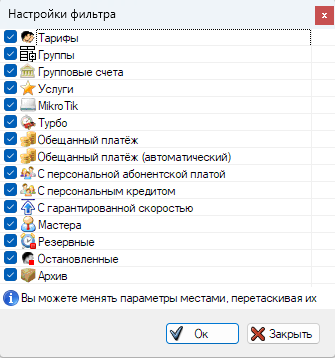 Настройки фильтра
Тарифы
Группы
Групповые счета
Услуги
MikroTik
Турбо
Обещанный платёж
Обещанный платёж (автоматический)
С персональной абонентской платой
С персональным кредитом
С гарантированной скоростью
Мастера
Резервные
Остановленные
Архив
Вы можете менять параметры местами, перетаскивая их
Ок
Закрыть